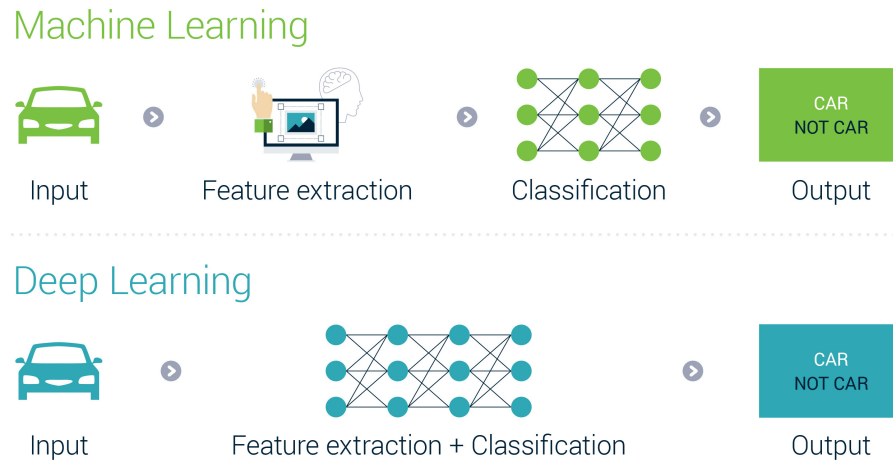 Machine Learning
CAR
NOT CAR
Input
Feature extraction
Classification
Output
Deep Learning
CAR
NOT CAR
Input
Feature extraction + Classification
Output